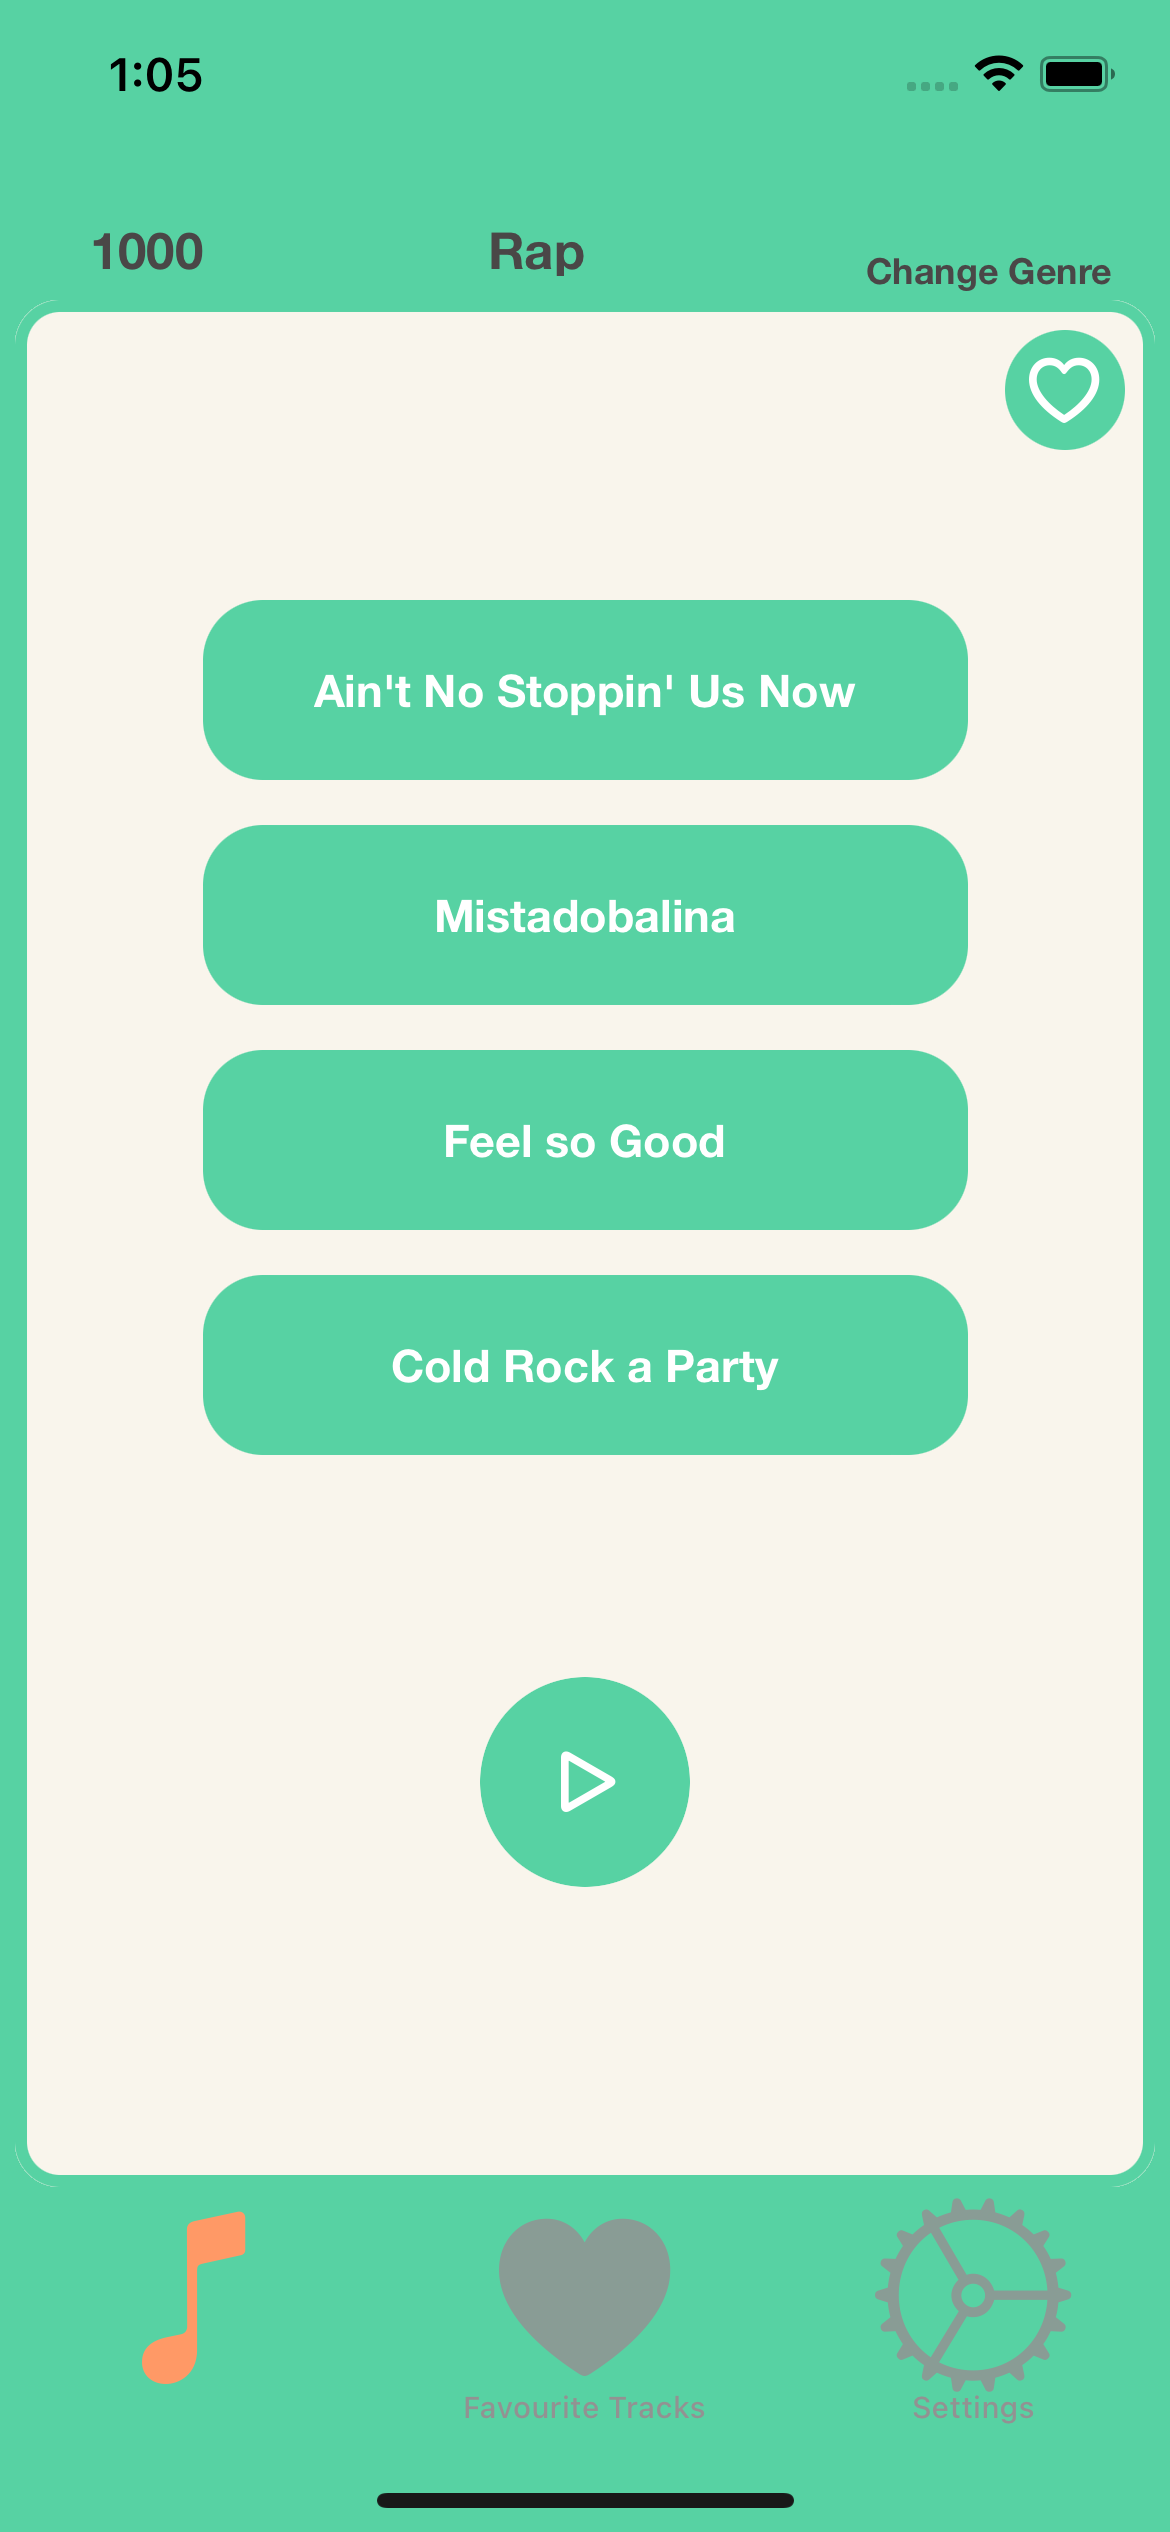 1:05
1000
Rap
Change Genre
Ain't No Stoppin' Us Now
Mistadobalina
Feel so Good
Cold Rock a Party
Favourite Tracks
Settings